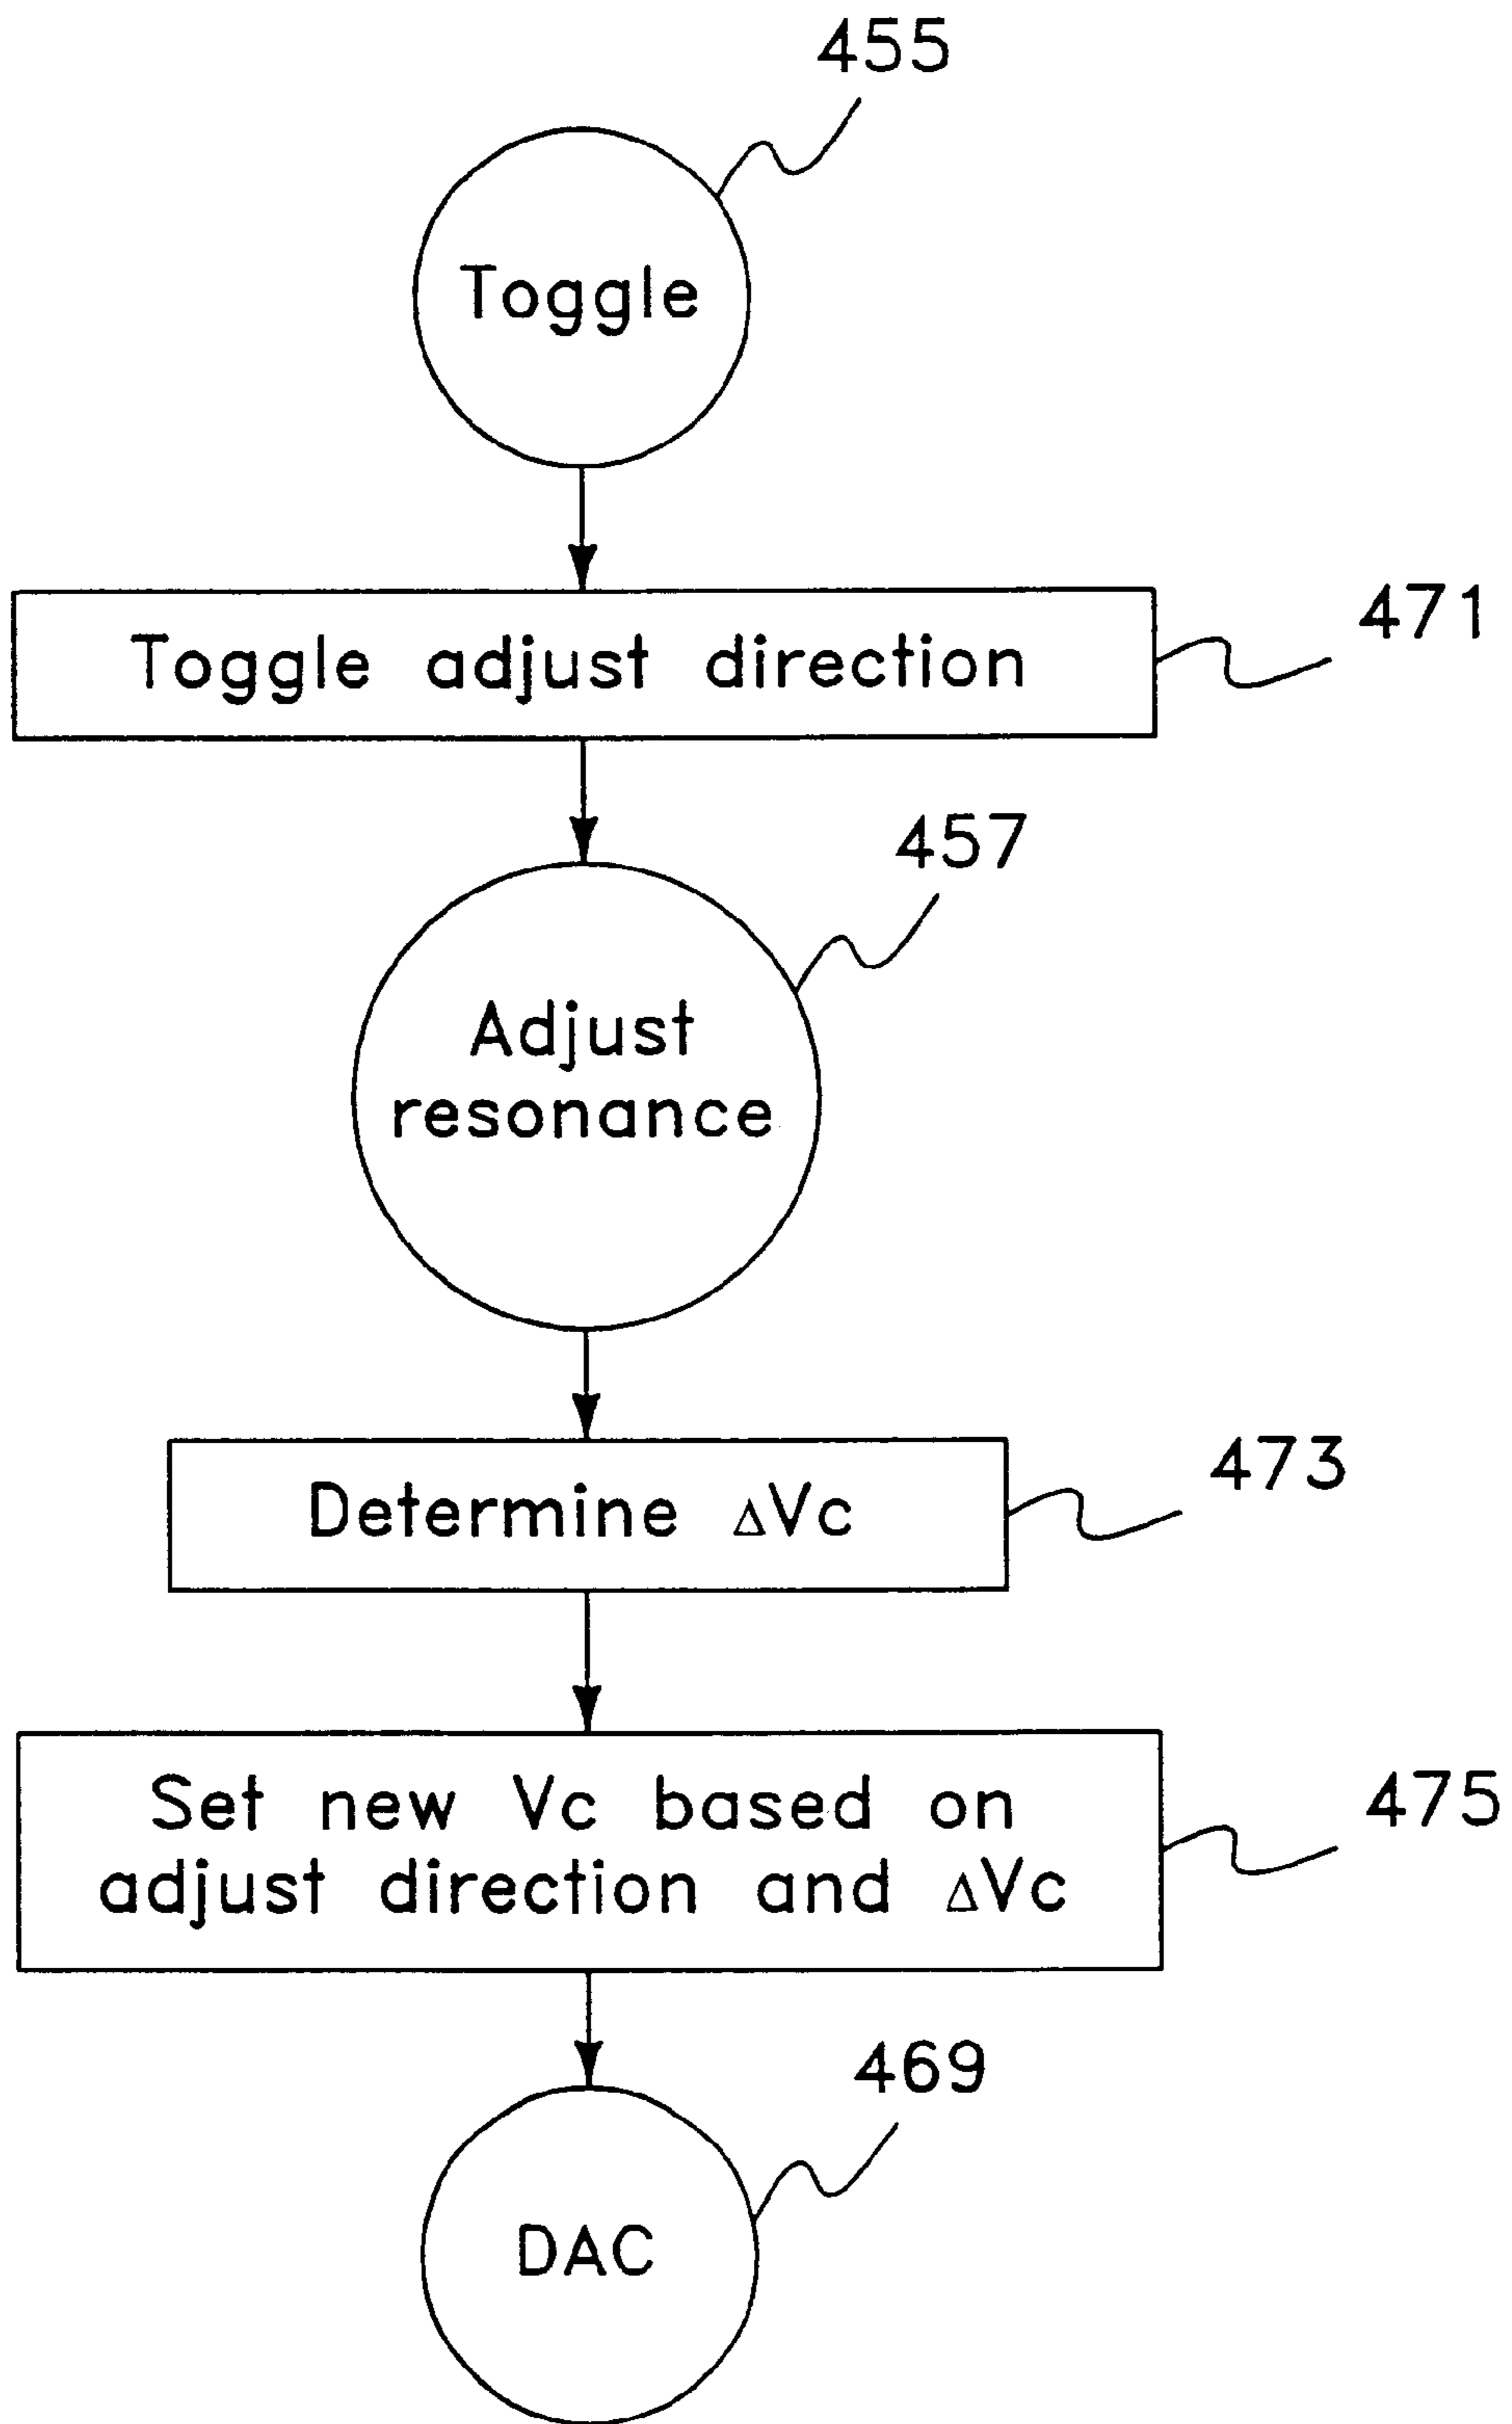 455
Toggle
471
Toggle adjust direction
457
Adjust
resonance
473
Determine ΔVc
475
Set new Vc based on
adjust direction and ΔVc
469
DAC